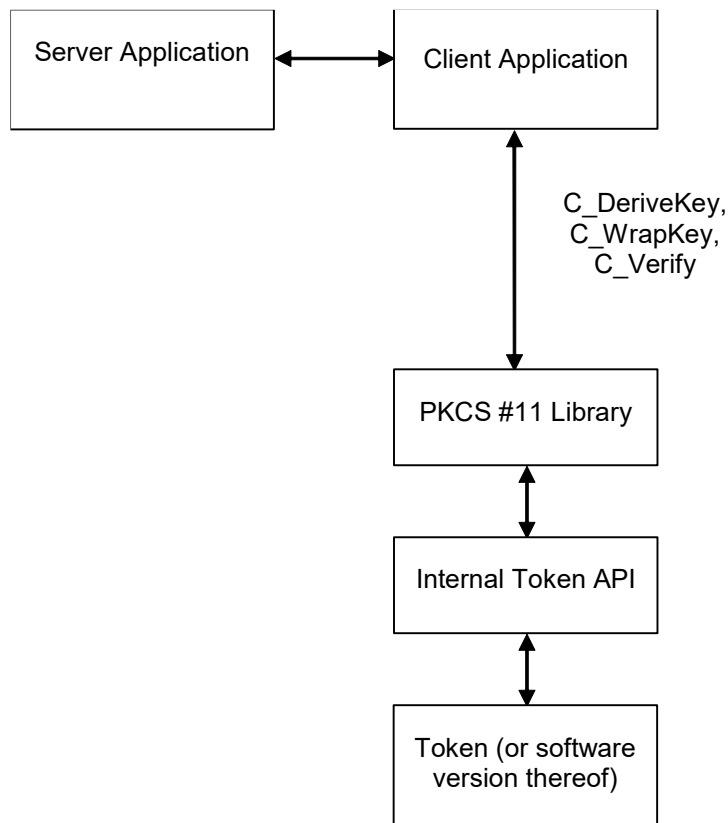 Server Application
Client Application
C_DeriveKey,
C_WrapKey,
C_Verify
PKCS #11 Library
Internal Token API
Token (or software
version thereof)